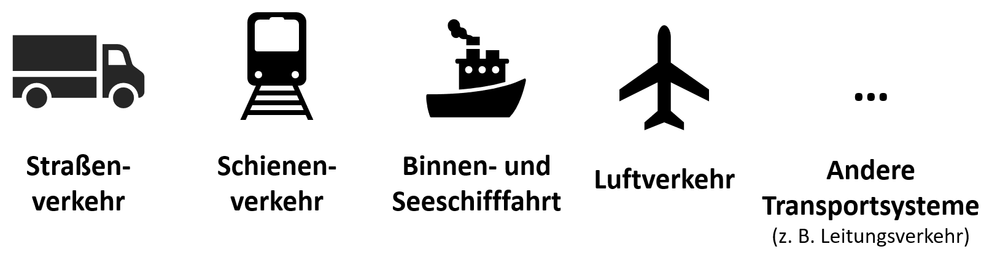 Straßen-
verkehr
Schienen-
verkehr
Binnen- und
Seeschifffahrt
Luftverkehr
...
Andere
Transportsysteme
(z. B. Leitungsverkehr)